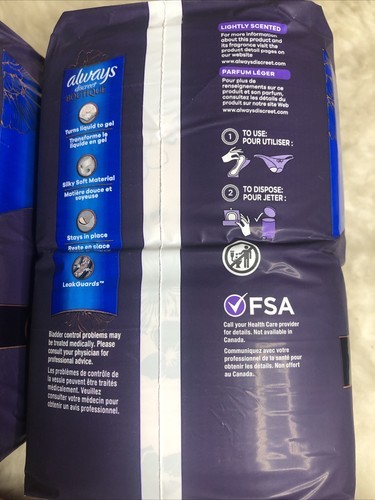 always
discreet
BOUTIQUE
Turns liquid to gel
Transforme le
liquide en gel
Silky Soft Material
Matière douce et
soyeuse
Stays in place
Reste en place
LeakGuards™
Bladder control problems may
be treated medically. Please
consult your physician for
professional advice.
Les problèmes de contrôle de
la vessie peuvent être traités
médicalement. Veuillez
consulter votre médecin pour
obtenir un avis professionnel.
LIGHTLY SCENTED
For more information
about this product and
its fragrance visit the
product detail pages on
our website
www.alwaysdiscreet.com
PARFUM LÉGER
Pour plus de
renseignements sur ce
produit et son parfum,
consultez les détails du
produit sur notre site Web
www.alwaysdiscreet.com
1 TO USE:
POUR UTILISER :
2 TO DISPOSE:
POUR JETER :
FSA
Call your Health Care provider
for details. Not available in
Canada.
Communiquez avec votre
professionnel de la santé pour
obtenir les détails. Non offert
au Canada.